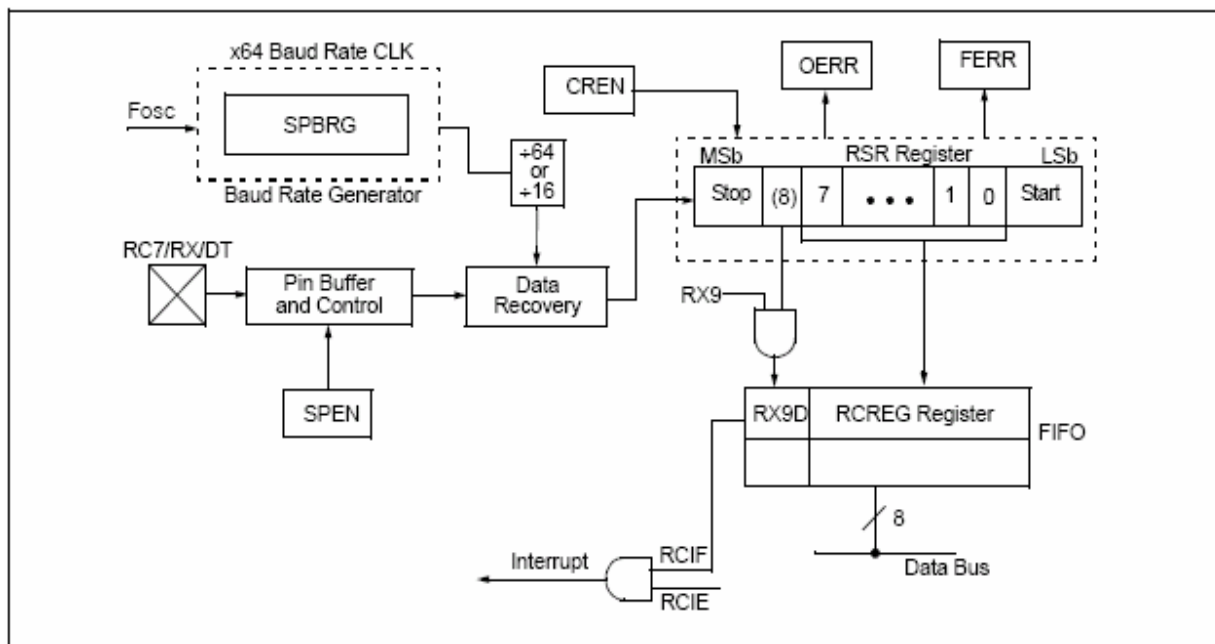 x64 Baud Rate CLK
Fosc
SPBRG
Baud Rate Generator
÷64
or
÷16
CREN
OERR
FERR
MSb
RSR Register
LSb
Stop
(8)
7
• • •
1
0
Start
RC7/RX/DT
Pin Buffer
and Control
Data
Recovery
SPEN
RX9
RX9D
RCREG Register
FIFO
8
Data Bus
Interrupt
RCIF
RCIE